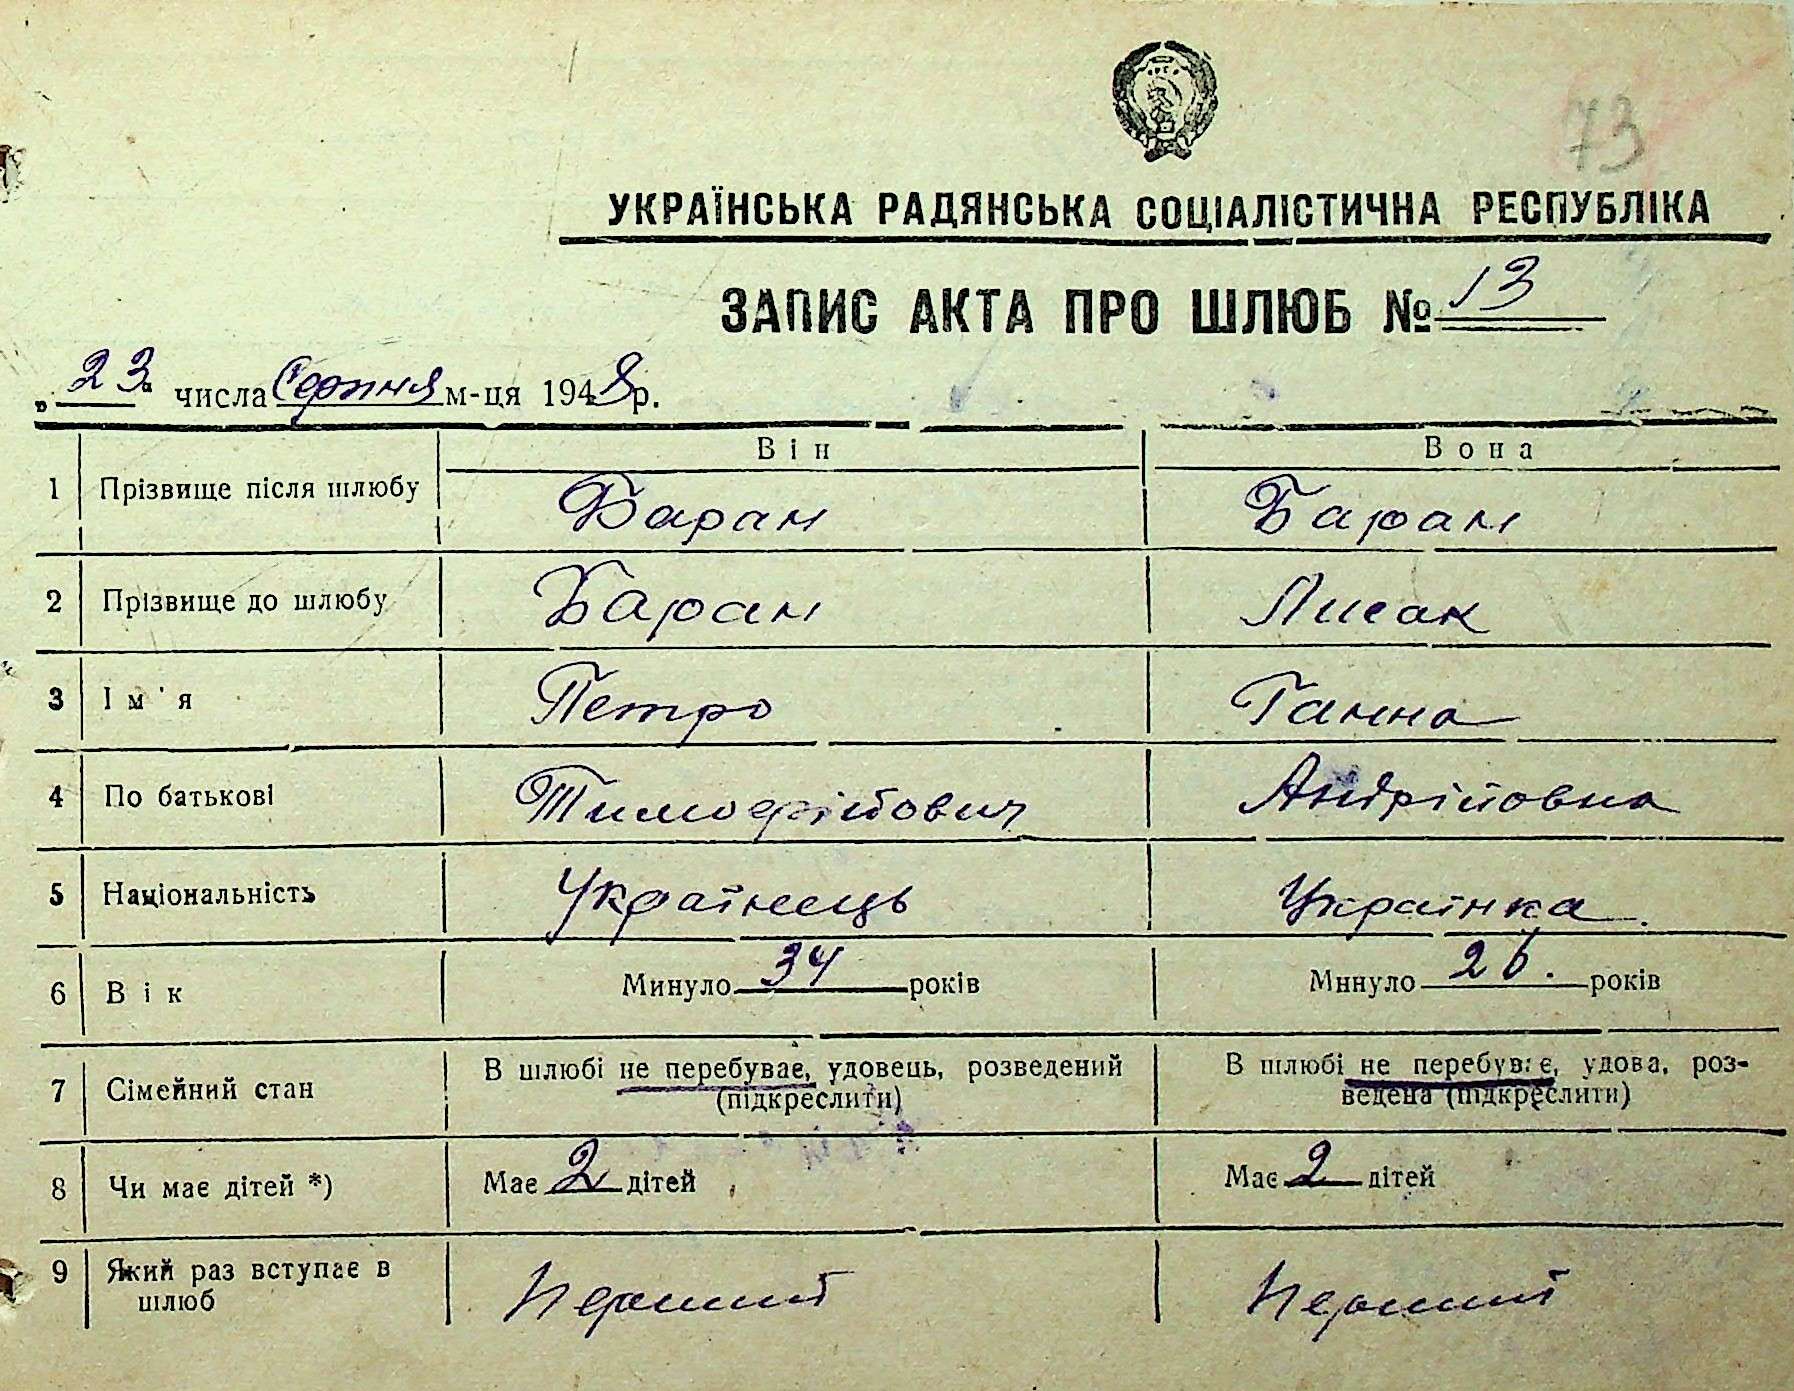 73
УКРАЇНСЬКА РАДЯНСЬКА СОЦІАЛІСТИЧНА РЕСПУБЛІКА
ЗАПИС АКТА ПРО ШЛЮБ № 13
„23“ числа Серпня м-ця 1948 р.
Він Вона
1 Прізвище після шлюбу Баран Баран
2 Прізвище до шлюбу Баран Лисак
3 Ім'я Петро Ганна
4 По батькові Тимофійович Андрійовна
5 Національність Українець Українка
6 Вік Минуло 34 років Минуло 26. років
7 Сімейний стан В шлюбі не перебуває, удовець, розведений В шлюбі не перебуває, удова, роз-
(підкреслити) ведена (підкреслити)
8 Чи має дітей *) Має 2 дітей Має 2 дітей
9 Який раз вступає в Перший Перший
шлюб